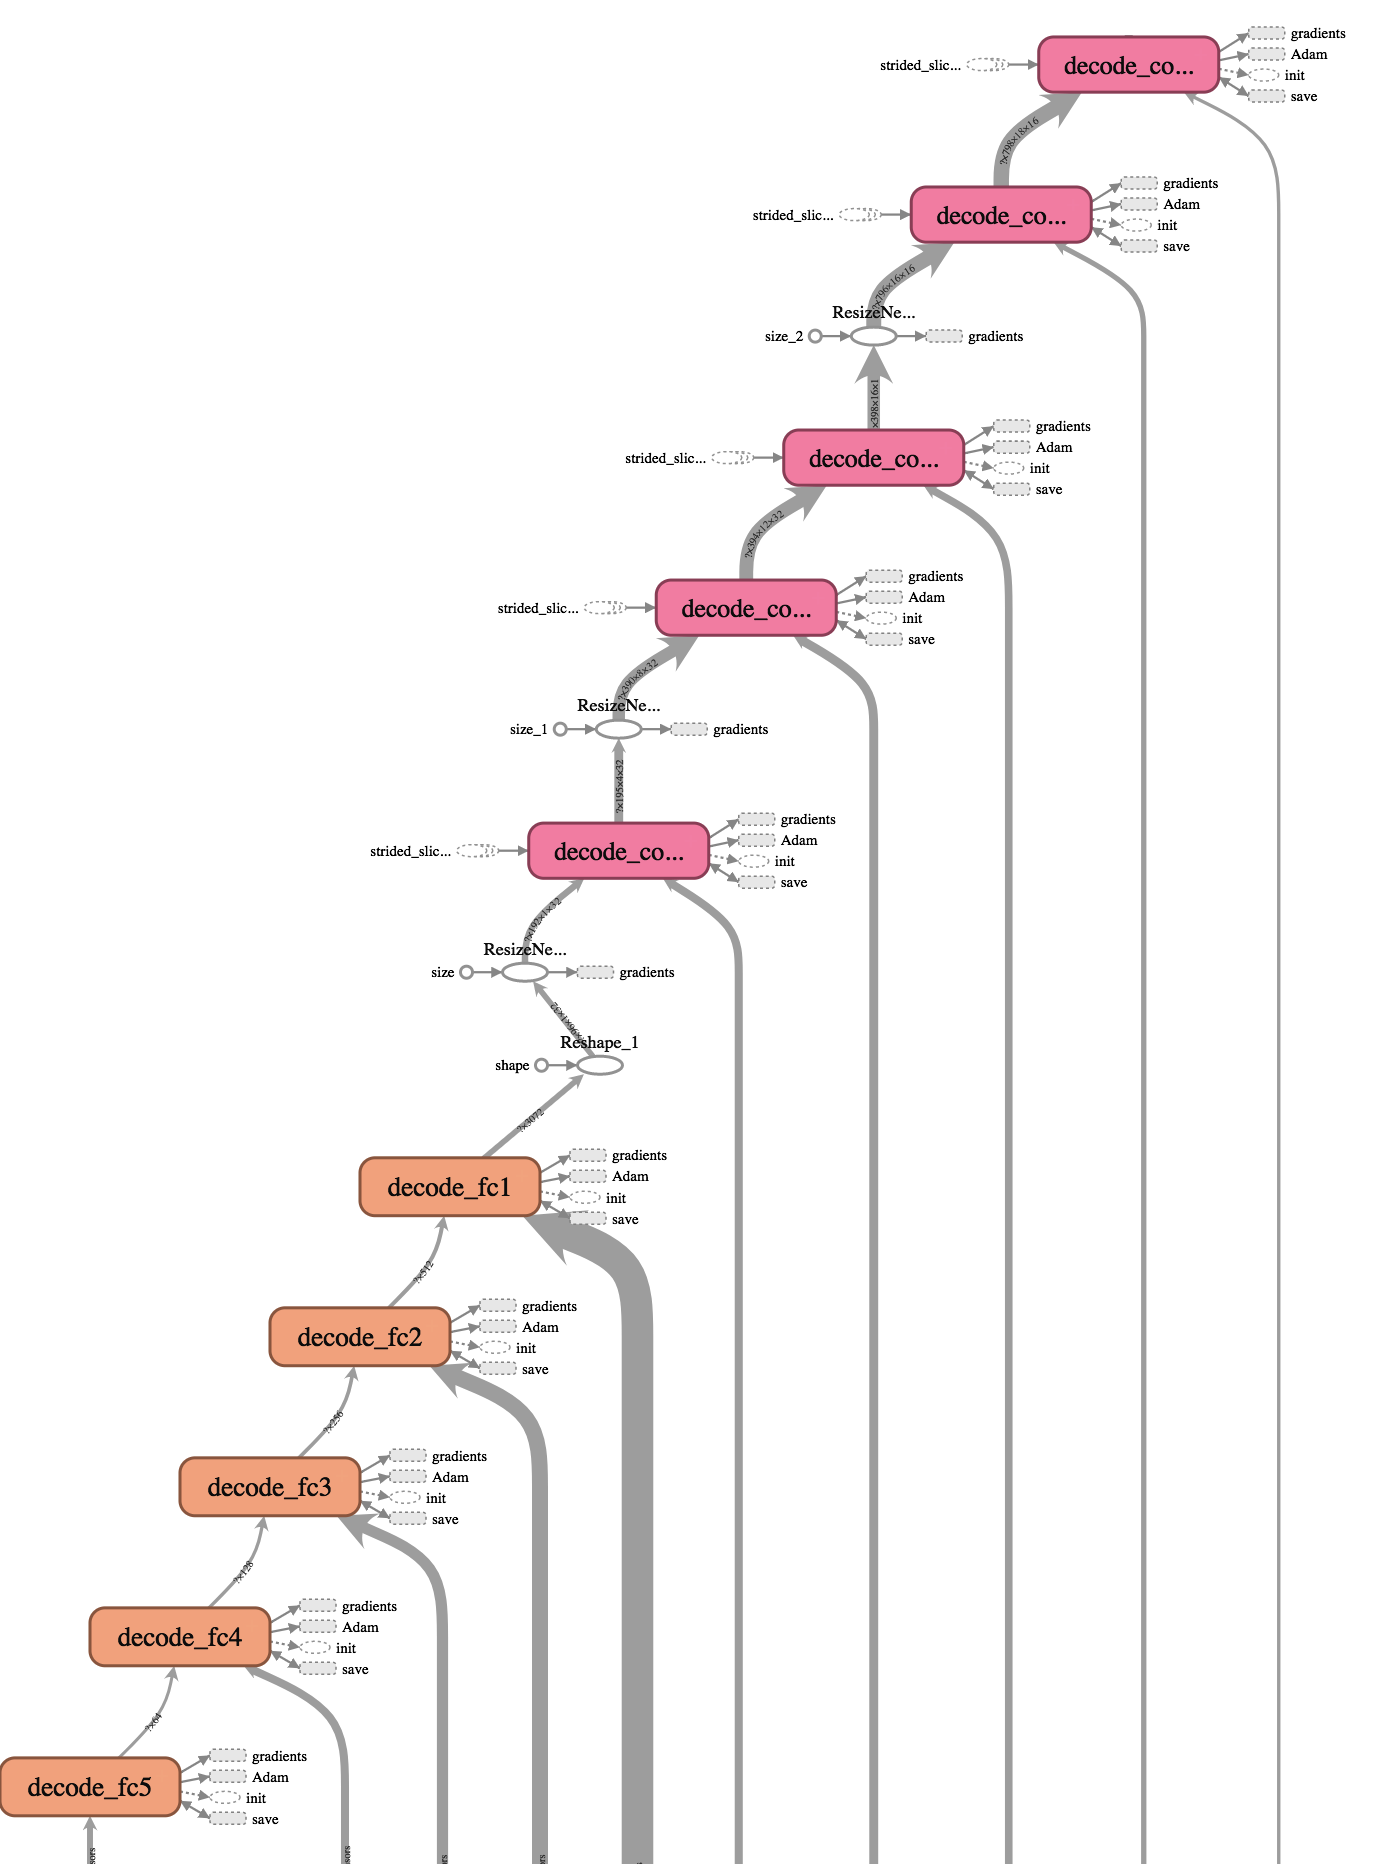 gradients
decode_co...
strided_slic...
Adam
init
save
?×798×18×16
gradients
decode_co...
strided_slic...
Adam
init
save
?×796×16×16
ResizeNe...
size_2
gradients
×398×16×1
gradients
decode_co...
strided_slic...
Adam
init
save
?×394×12×32
gradients
decode_co...
strided_slic...
Adam
init
save
?×390×8×32
ResizeNe...
size_1
gradients
?×195×4×32
gradients
decode_co...
strided_slic...
Adam
init
save
?×192×1×32
ResizeNe...
size
gradients
×96×1×32
Reshape_1
shape
?×3072
gradients
decode_fc1
Adam
init
save
?×512
gradients
decode_fc2
Adam
init
save
?×256
gradients
decode_fc3
Adam
init
save
?×128
gradients
decode_fc4
Adam
init
save
?×64
gradients
decode_fc5
Adam
init
save